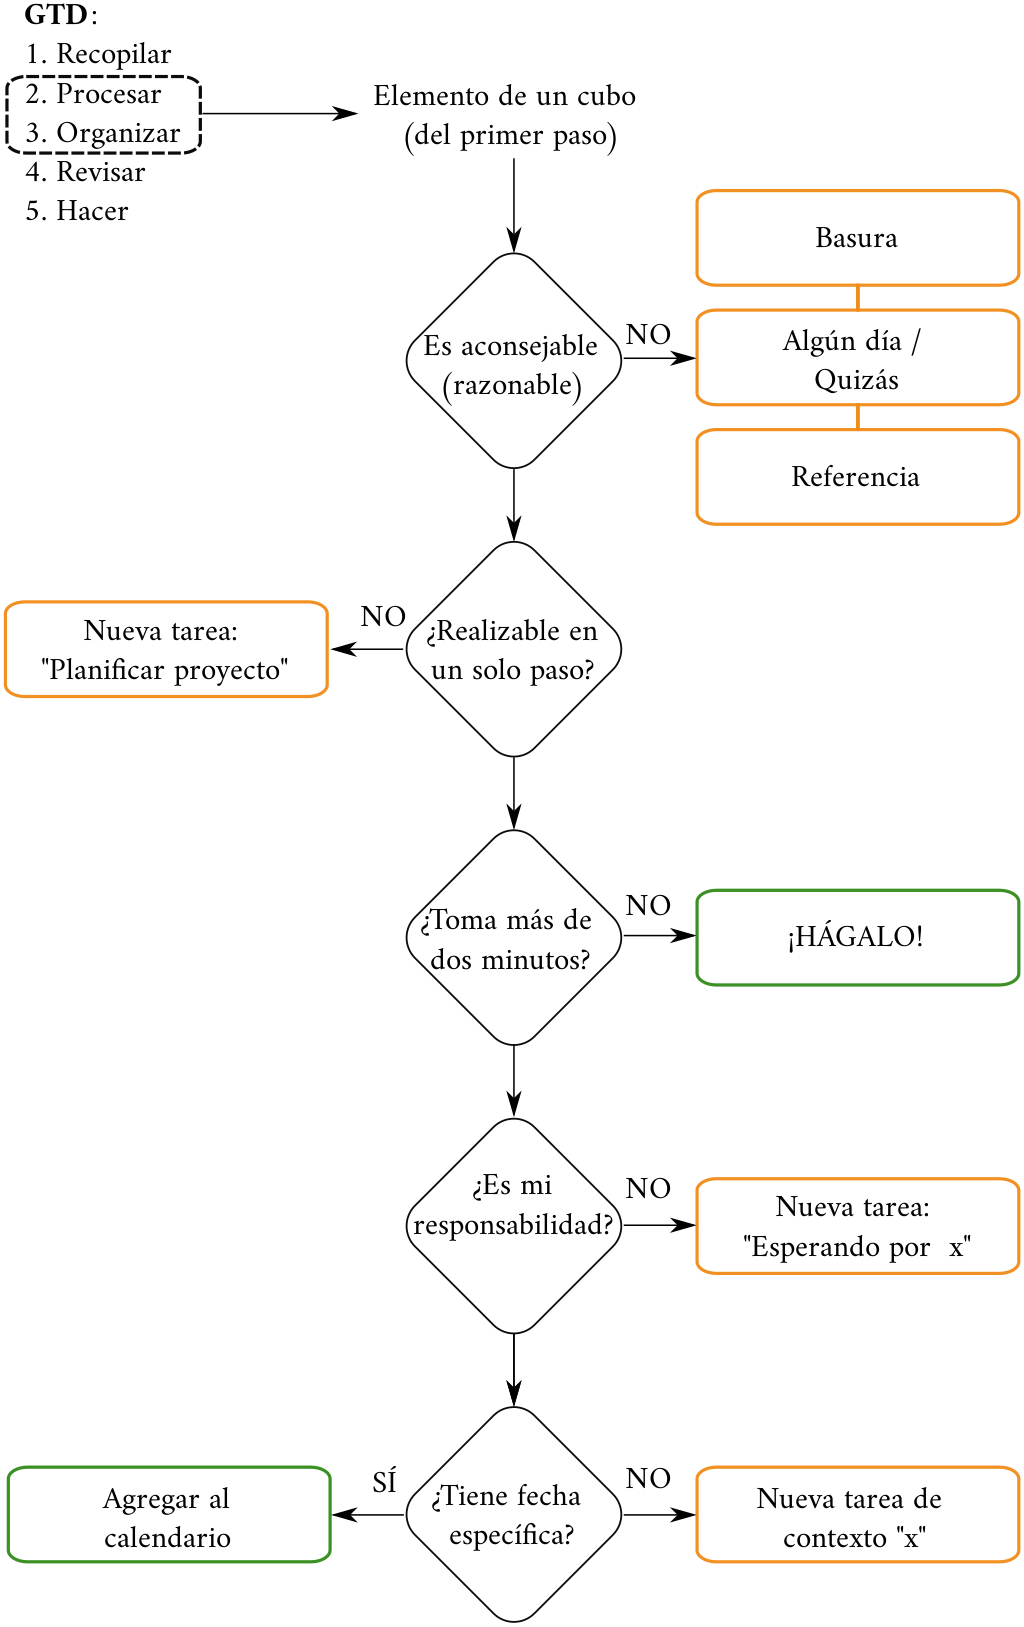 GTD:
1. Recopilar
2. Procesar
3. Organizar
4. Revisar
5. Hacer
Elemento de un cubo
(del primer paso)
Es aconsejable
(razonable)
NO
Basura
Algún día /
Quizás
Referencia
¿Realizable en
un solo paso?
NO
Nueva tarea:
"Planificar proyecto"
¿Toma más de
dos minutos?
NO
¡HÁGALO!
¿Es mi
responsabilidad?
NO
Nueva tarea:
"Esperando por x"
¿Tiene fecha
específica?
SÍ
Agregar al
calendario
NO
Nueva tarea de
contexto "x"